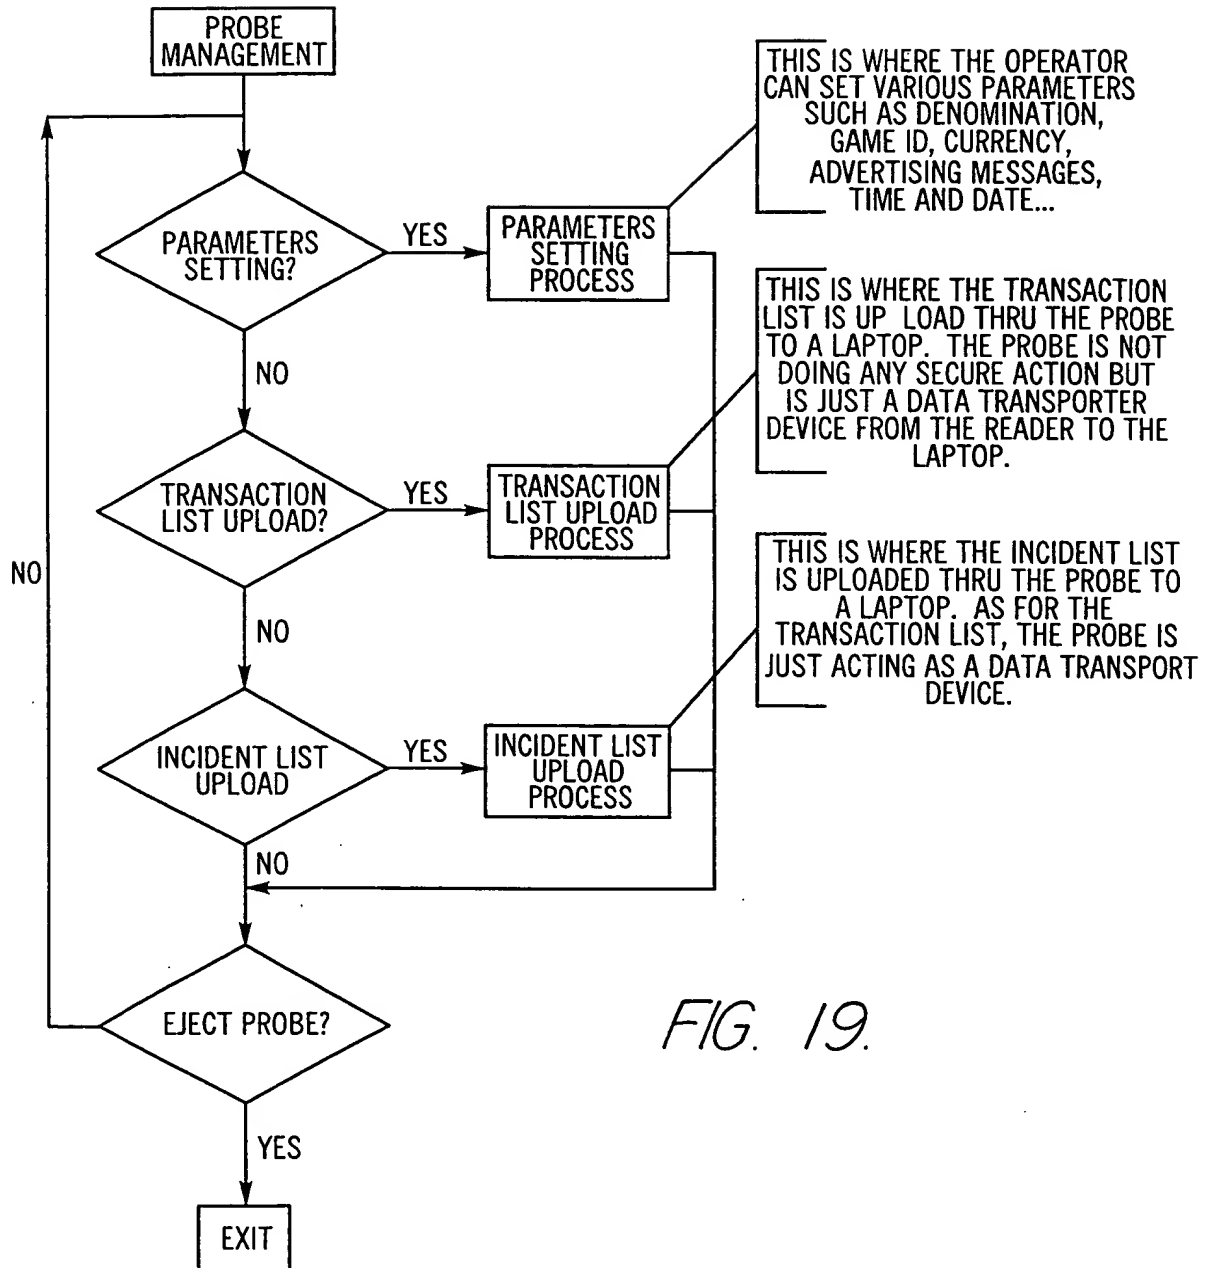 PROBE
MANAGEMENT
THIS IS WHERE THE OPERATOR
CAN SET VARIOUS PARAMETERS
SUCH AS DENOMINATION,
GAME ID, CURRENCY,
ADVERTISING MESSAGES,
TIME AND DATE...
PARAMETERS
SETTING?
YES
PARAMETERS
SETTING
PROCESS
NO
THIS IS WHERE THE TRANSACTION
LIST IS UP LOAD THRU THE PROBE
TO A LAPTOP. THE PROBE IS NOT
DOING ANY SECURE ACTION BUT
IS JUST A DATA TRANSPORTER
DEVICE FROM THE READER TO THE
LAPTOP.
TRANSACTION
LIST UPLOAD?
YES
TRANSACTION
LIST UPLOAD
PROCESS
NO
NO
THIS IS WHERE THE INCIDENT LIST
IS UPLOADED THRU THE PROBE TO
A LAPTOP. AS FOR THE
TRANSACTION LIST, THE PROBE IS
JUST ACTING AS A DATA TRANSPORT
DEVICE.
INCIDENT LIST
UPLOAD
YES
INCIDENT LIST
UPLOAD
PROCESS
NO
EJECT PROBE?
FIG. 19.
YES
EXIT